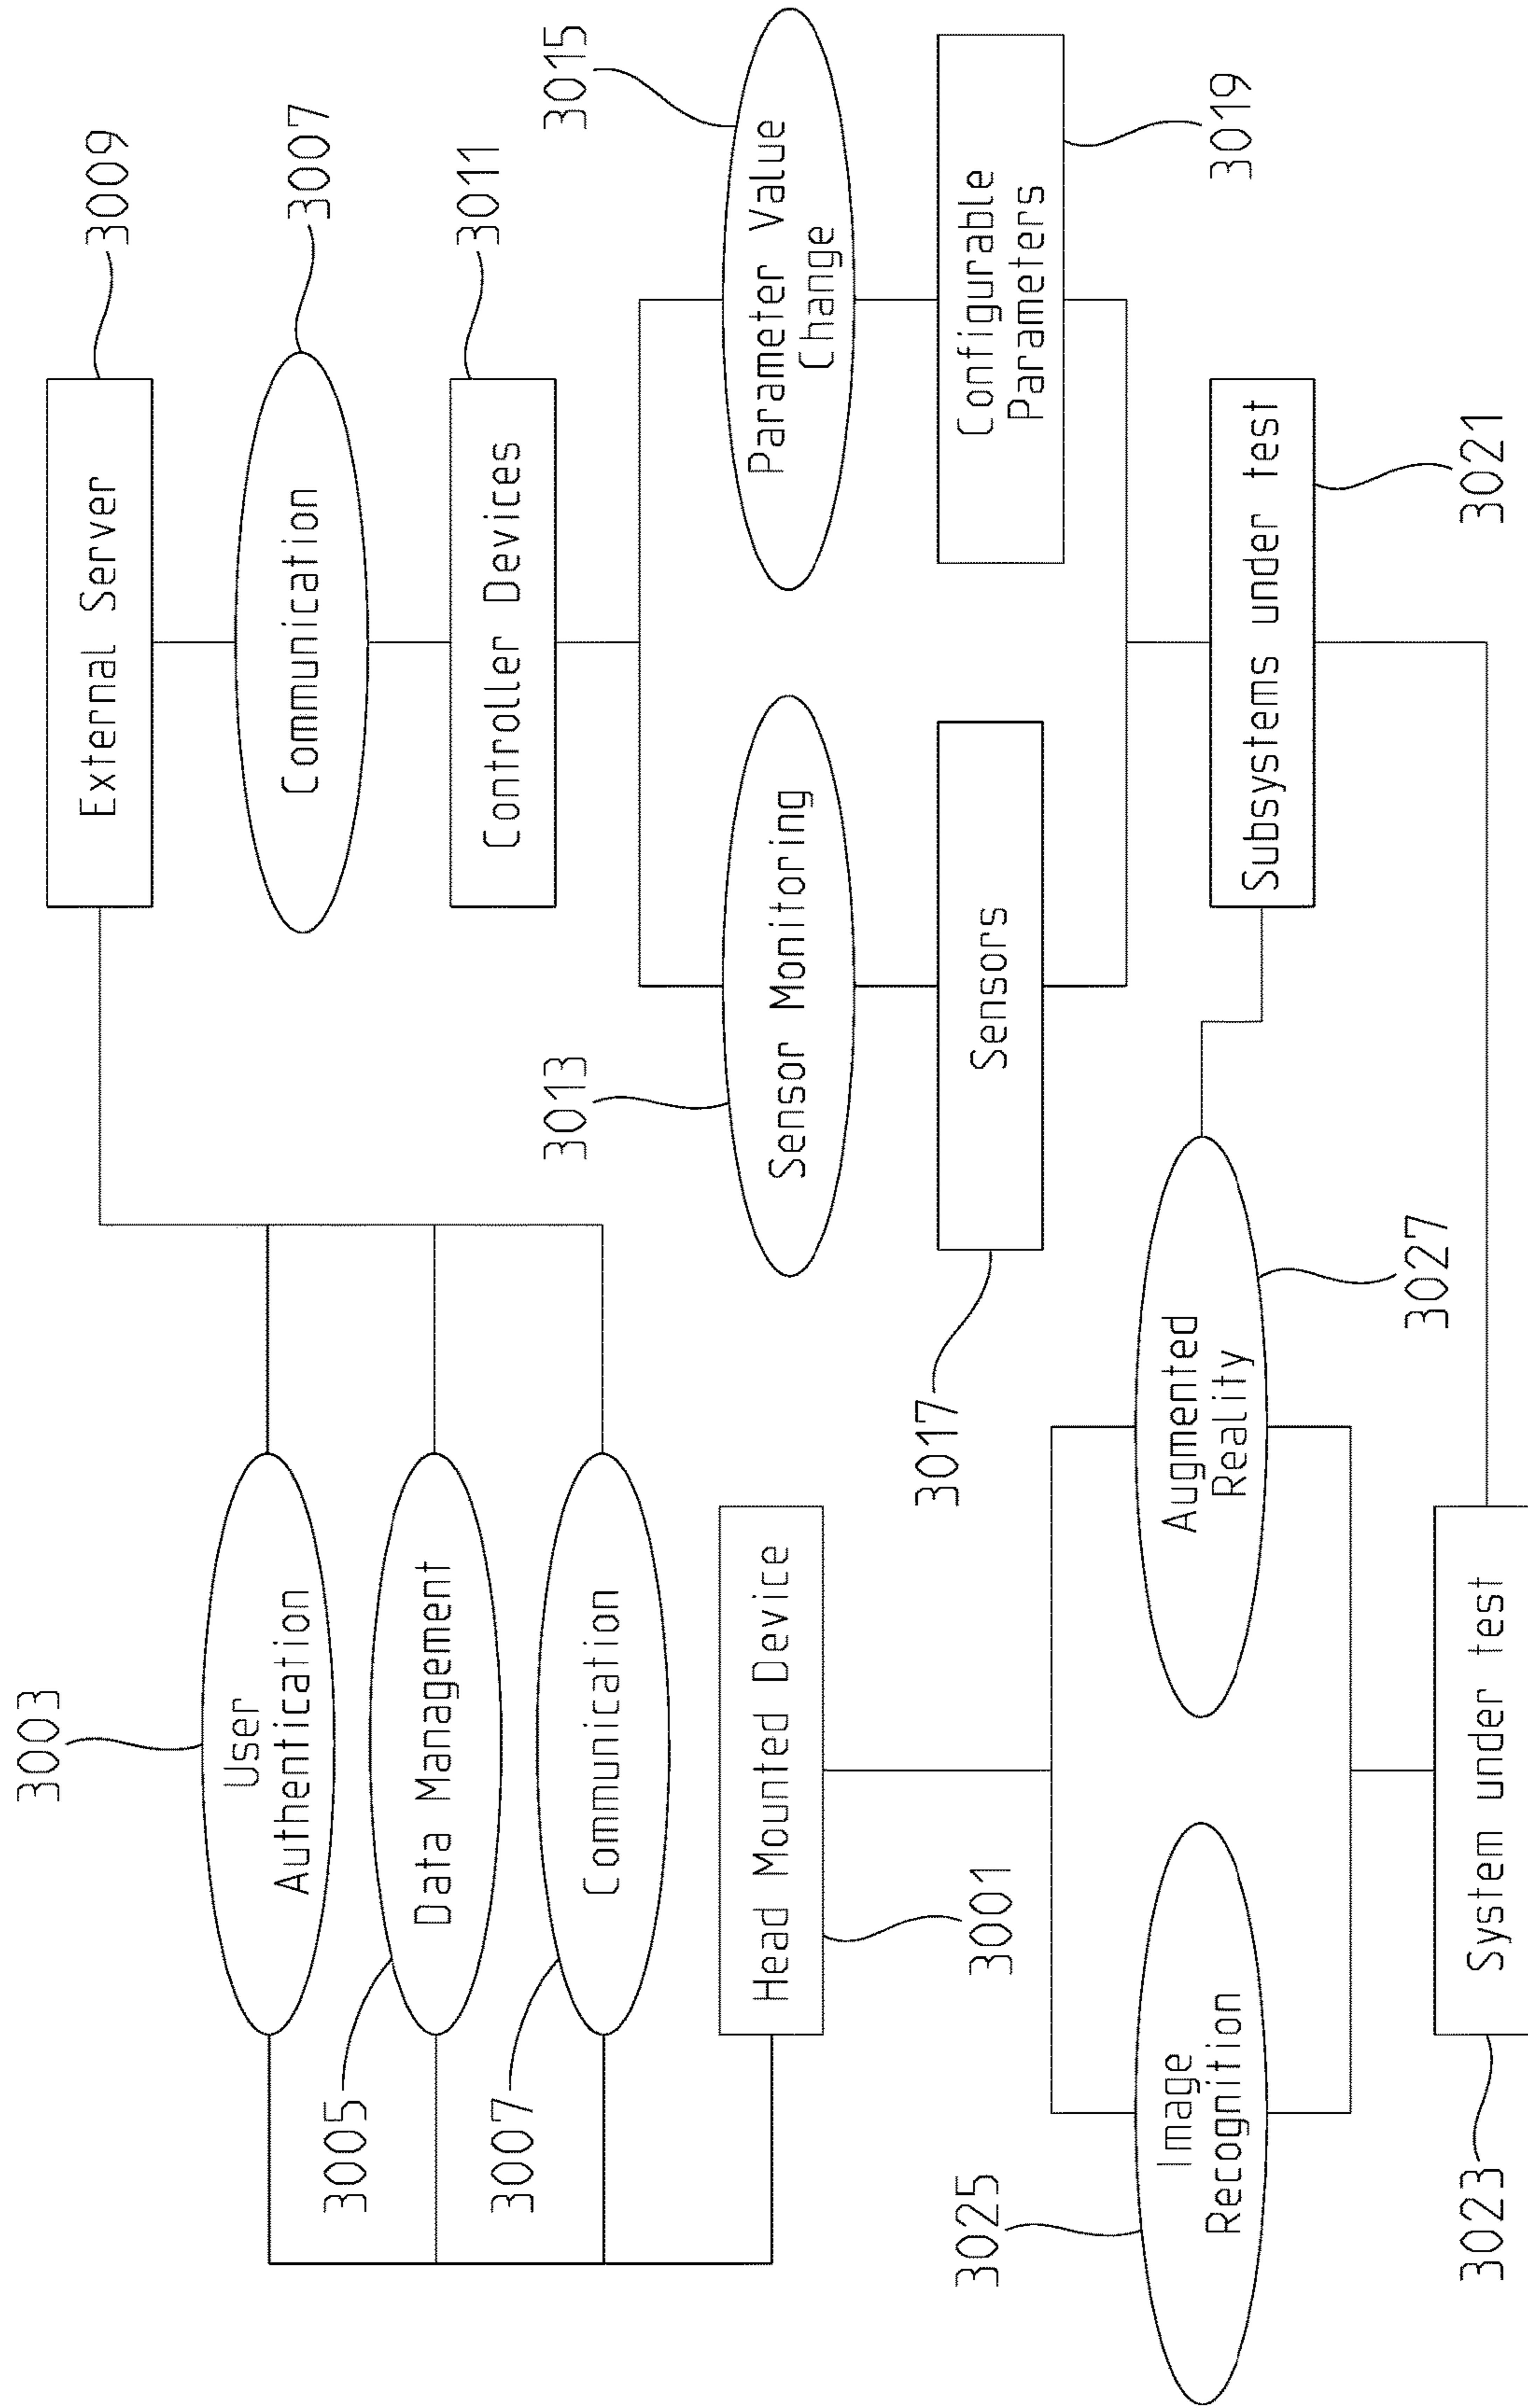 3003
User
Authentication
3005
Data Management
3007
Communication
Head Mounted Device
3001
3025
Image
Recognition
Augmented
Reality
3027
System under test
3023
External Server
3009
Communication
3007
Controller Devices
3011
3013
Sensor Monitoring
3015
Parameter Value
Change
Sensors
3017
Configurable
Parameters
3019
Subsystems under test
3021